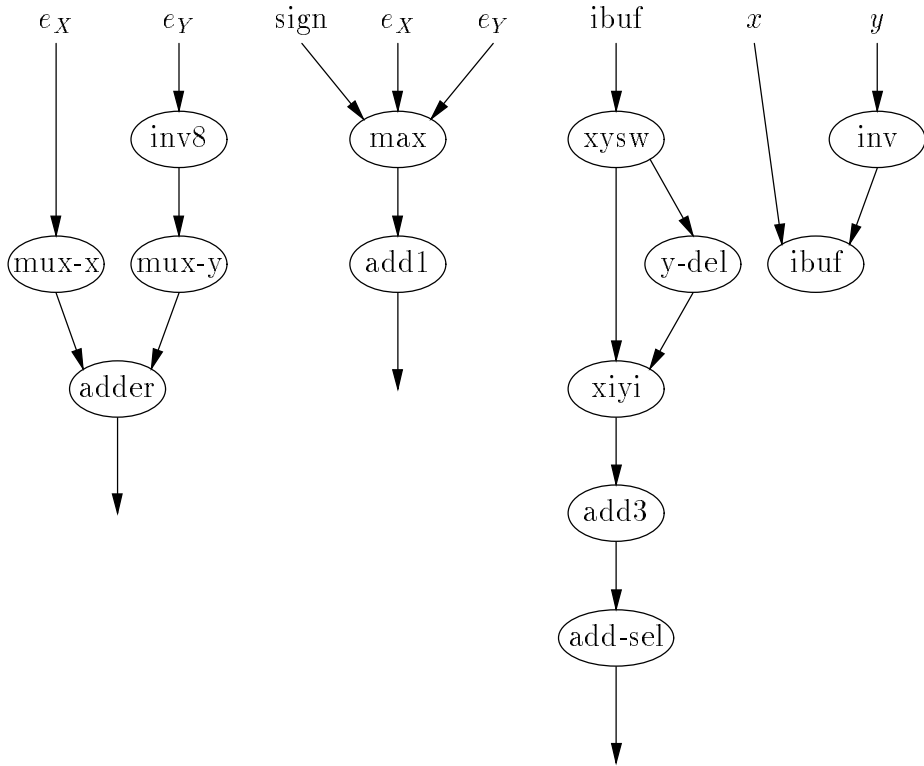 e_X e_Y sign e_X e_Y ibuf x y
inv8 max xysw inv
mux-x mux-y add1 y-del ibuf
adder xiyi
add3
add-sel